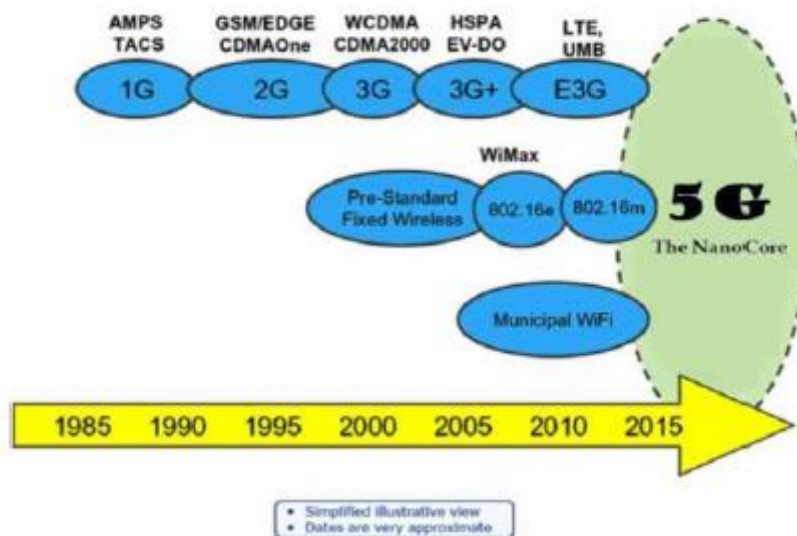 AMPS
TACS
GSM/EDGE
CDMAOne
WCDMA
CDMA2000
HSPA
EV-DO
LTE,
UMB
1G
2G
3G
3G+
E3G
WiMax
Pre-Standard
Fixed Wireless
802.16e
802.16m
5G
The NanoCore
Municipal WiFi
1985 1990 1995 2000 2005 2010 2015
• Simplified illustrative view
• Dates are very approximate